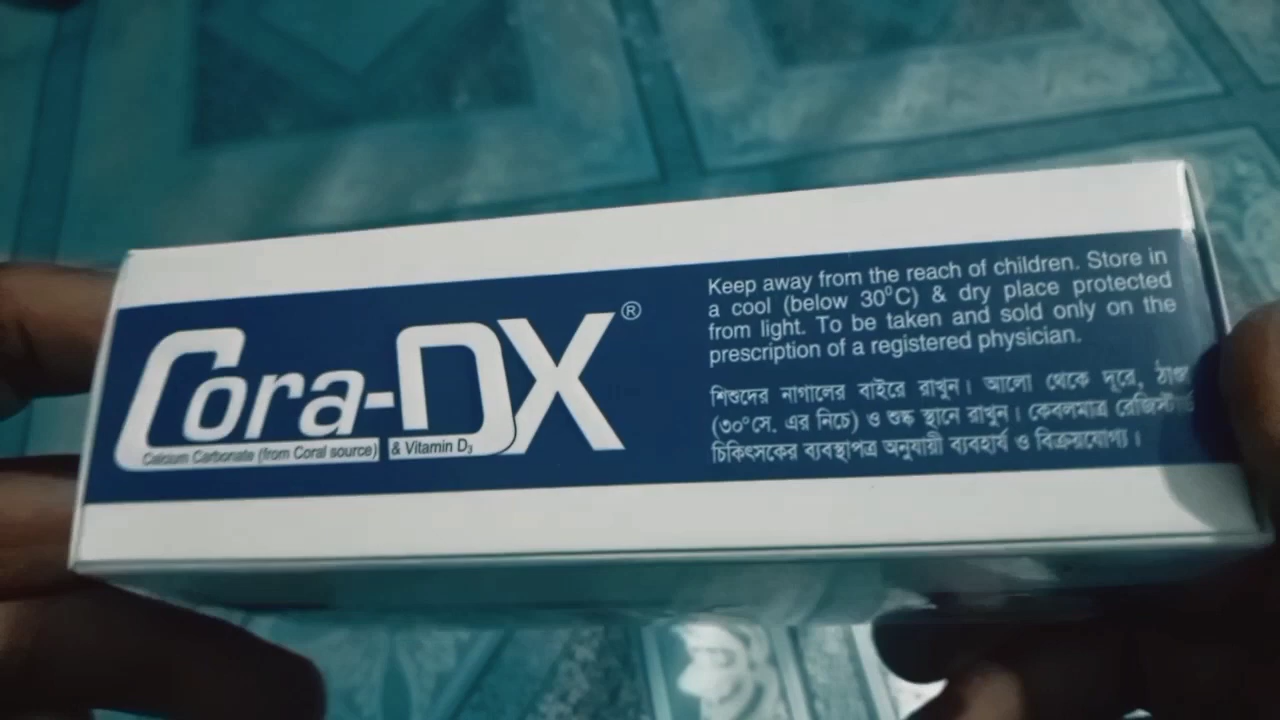 Cora-DX®
Calcium Carbonate (from Coral source) & Vitamin D₃
Keep away from the reach of children. Store in
a cool (below 30⁰C) & dry place protected
from light. To be taken and sold only on the
prescription of a registered physician.
শিশুদের নাগালের বাইরে রাখুন। আলো থেকে দূরে,
(৩০°সে. এর নিচে) ও শুষ্ক স্থানে রাখুন। কেবলমাত্র
চিকিৎসকের ব্যবস্থাপত্র অনুযায়ী ব্যবহার্য ও বিক্রয়যোগ্য।